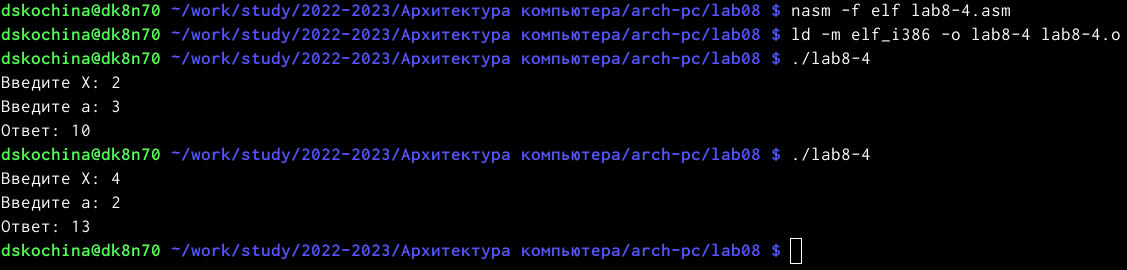 dskochina@dk8n70 ~/work/study/2022-2023/Архитектура компьютера/arch-pc/lab08 $ nasm -f elf lab8-4.asm
dskochina@dk8n70 ~/work/study/2022-2023/Архитектура компьютера/arch-pc/lab08 $ ld -m elf_i386 -o lab8-4 lab8-4.o
dskochina@dk8n70 ~/work/study/2022-2023/Архитектура компьютера/arch-pc/lab08 $ ./lab8-4
Введите X: 2
Введите a: 3
Ответ: 10
dskochina@dk8n70 ~/work/study/2022-2023/Архитектура компьютера/arch-pc/lab08 $ ./lab8-4
Введите X: 4
Введите a: 2
Ответ: 13
dskochina@dk8n70 ~/work/study/2022-2023/Архитектура компьютера/arch-pc/lab08 $